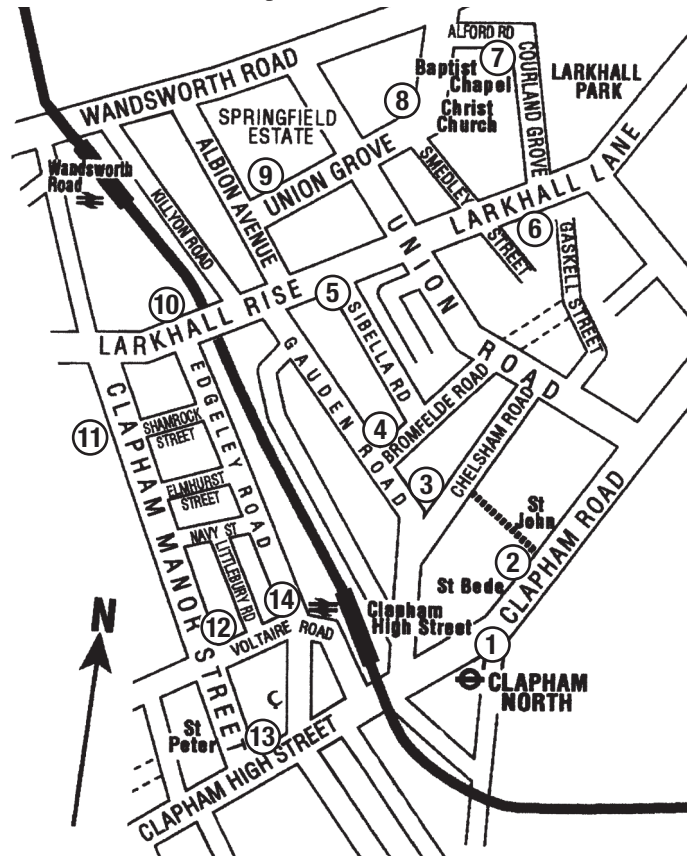 ALFORD RD
7
COURLAND GROVE
LARKHALL
PARK
Baptist
Chapel
Christ
Church
8
WANDSWORTH ROAD
SPRINGFIELD
ESTATE
ALBION AVENUE
9
UNION GROVE
SMEDLEY
STREET
LARKHALL LANE
6
GASKELL STREET
Wandsworth
Road
KILLYON ROAD
UNION
ROAD
10
LARKHALL RISE
5
SIBELLA RD
GAUDEN ROAD
4
BROMFELDE ROAD
3
CHELSHAM ROAD
EDGELEY ROAD
11
CLAPHAM MANOR STREET
SHAMROCK
STREET
ELMHURST
STREET
NAVY ST
LITTLEBURY RD
St
John
2
St Bede
CLAPHAM ROAD
N
12
14
VOLTAIRE ROAD
Clapham
High Street
1
CLAPHAM
NORTH
St
Peter
13
CLAPHAM HIGH STREET